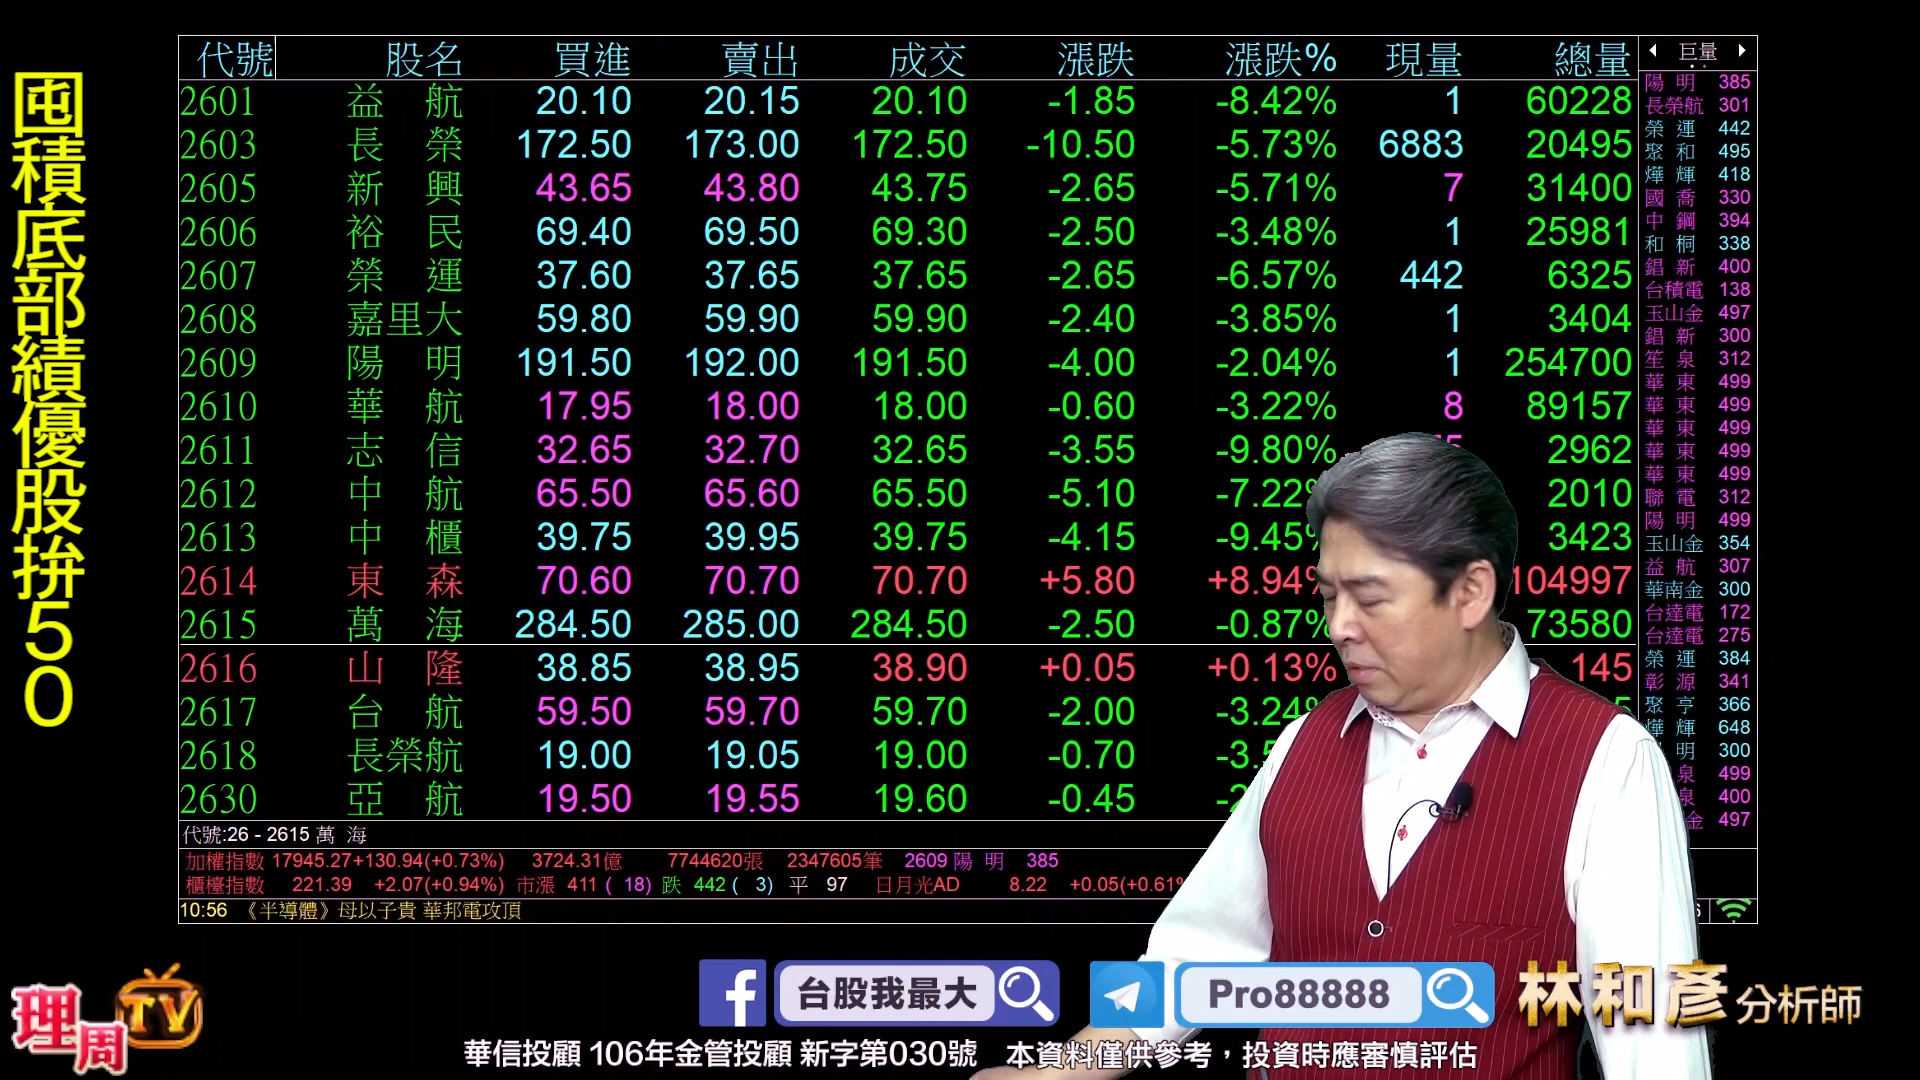 囤積底部績優股拚50
代號 股名 買進 賣出 成交 漲跌 漲跌% 現量 總量
2601 益航 20.10 20.15 20.10 -1.85 -8.42% 1 60228
2603 長榮 172.50 173.00 172.50 -10.50 -5.73% 6883 20495
2605 新興 43.65 43.80 43.75 -2.65 -5.71% 7 31400
2606 裕民 69.40 69.50 69.30 -2.50 -3.48% 1 25981
2607 榮運 37.60 37.65 37.65 -2.65 -6.57% 442 6325
2608 嘉里大 59.80 59.90 59.90 -2.40 -3.85% 1 3404
2609 陽明 191.50 192.00 191.50 -4.00 -2.04% 1 254700
2610 華航 17.95 18.00 18.00 -0.60 -3.22% 8 89157
2611 志信 32.65 32.70 32.65 -3.55 -9.80% 2962
2612 中航 65.50 65.60 65.50 -5.10 -7.22% 2010
2613 中櫃 39.75 39.95 39.75 -4.15 -9.45% 3423
2614 東森 70.60 70.70 70.70 +5.80 +8.94% 104997
2615 萬海 284.50 285.00 284.50 -2.50 -0.87% 73580
2616 山隆 38.85 38.95 38.90 +0.05 +0.13% 145
2617 台航 59.50 59.70 59.70 -2.00 -3.24%
2618 長榮航 19.00 19.05 19.00 -0.70
2630 亞航 19.50 19.55 19.60 -0.45
代號:26 - 2615 萬 海
加權指數 17945.27+130.94(+0.73%) 3724.31億 7744620張 2347605筆 2609 陽 明 385
櫃檯指數 221.39 +2.07(+0.94%) 市漲 411 ( 18) 跌 442 ( 3) 平 97 日月光AD 8.22 +0.05(+0.61%
10:56 《半導體》母以子貴 華邦電攻頂
巨量
陽明 385
長榮航 301
榮運 442
聚和 495
燁輝 418
國喬 330
中鋼 394
和桐 338
錩新 400
台積電 138
玉山金 497
錩新 300
笙泉 312
華東 499
華東 499
華東 499
華東 499
華東 499
聯電 312
陽明 499
玉山金 354
益航 307
華南金 300
台達電 172
台達電 275
榮運 384
彰源 341
聚亨 366
燁輝 648
明 300
泉 499
泉 400
金 497
理周TV
台股我最大
Pro88888
林和彥 分析師
華信投顧 106年金管投顧 新字第030號 本資料僅供參考，投資時應審慎評估